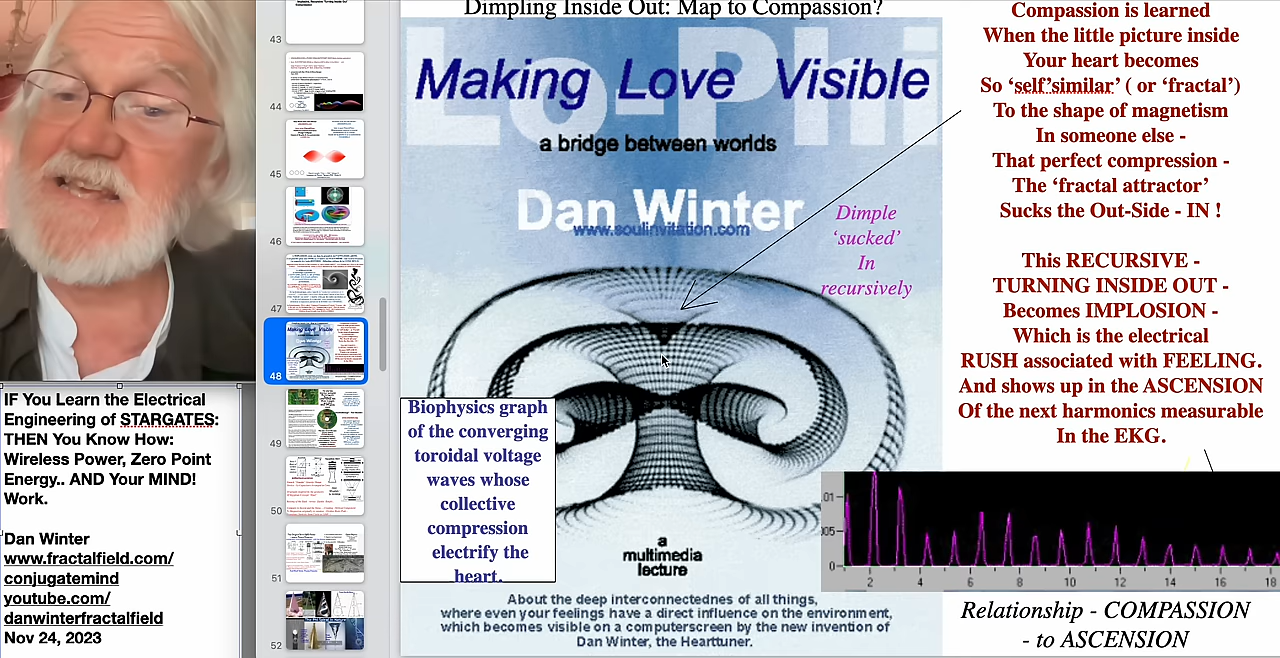 Dimpling Inside Out: Map to Compassion?
Lo-Phi
Making Love Visible
a bridge between worlds
Dan Winter
www.soulinvitation.com
Dimple
‘sucked’
In
recursively
Biophysics graph
of the converging
toroidal voltage
waves whose
collective
compression
electrify the
heart.
a
multimedia
lecture
About the deep interconnectednes of all things,
where even your feelings have a direct influence on the environment,
which becomes visible on a computerscreen by the new invention of
Dan Winter, the Hearttuner.
Compassion is learned
When the little picture inside
Your heart becomes
So ‘self similar’ ( or ‘fractal’)
To the shape of magnetism
In someone else -
That perfect compression -
The ‘fractal attractor’
Sucks the Out-Side - IN !
This RECURSIVE -
TURNING INSIDE OUT -
Becomes IMPLOSION -
Which is the electrical
RUSH associated with FEELING.
And shows up in the ASCENSION
Of the next harmonics measurable
In the EKG.
.01
005
0
2 4 6 8 10 12 14 16 18
Relationship - COMPASSION
- to ASCENSION
43
44
45
46
47
48
49
50
51
52
IF You Learn the Electrical
Engineering of STARGATES:
THEN You Know How:
Wireless Power, Zero Point
Energy.. AND Your MIND!
Work.
Dan Winter
www.fractalfield.com/
conjugatemind
youtube.com/
danwinterfractalfield
Nov 24, 2023